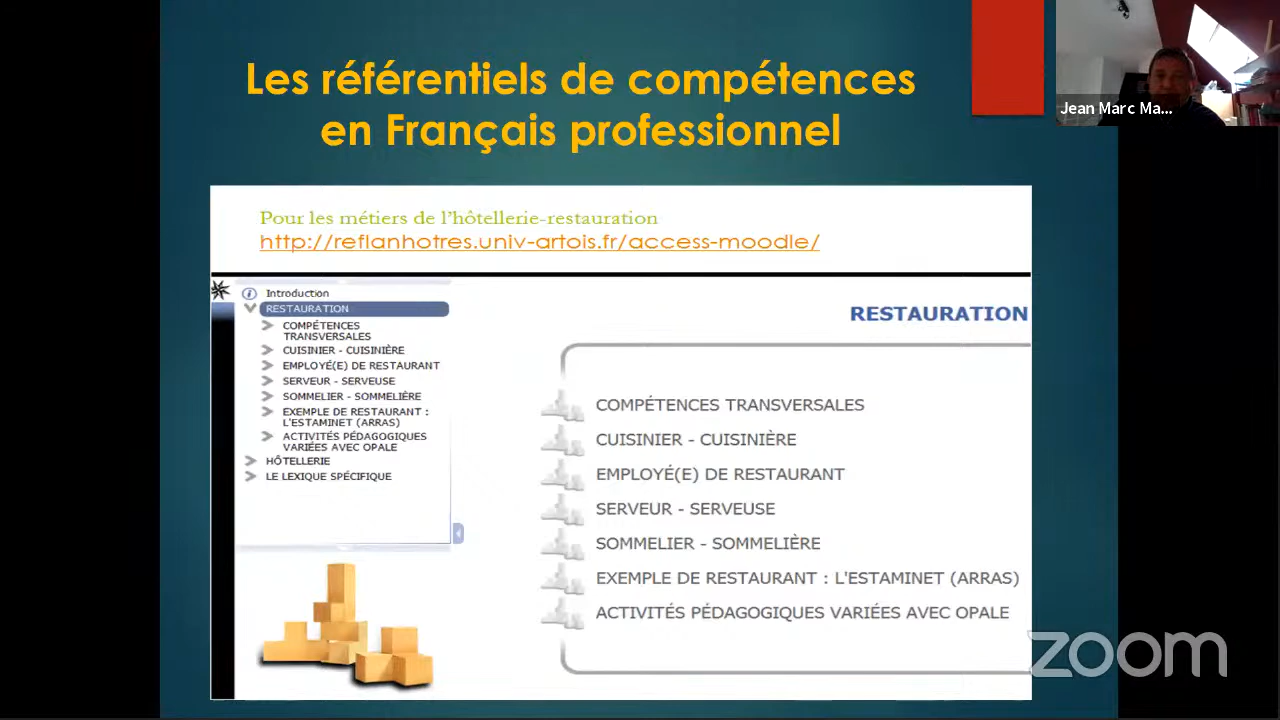 Les référentiels de compétences
en Français professionnel
Jean Marc Ma...
Pour les métiers de l'hôtellerie-restauration
http://reflanhotres.univ-artois.fr/access-moodle/
Introduction
RESTAURATION
COMPÉTENCES
TRANSVERSALES
CUISINIER - CUISINIÈRE
EMPLOYÉ(E) DE RESTAURANT
SERVEUR - SERVEUSE
SOMMELIER - SOMMELIÈRE
EXEMPLE DE RESTAURANT :
L'ESTAMINET (ARRAS)
ACTIVITÉS PÉDAGOGIQUES
VARIÉES AVEC OPALE
HÔTELLERIE
LE LEXIQUE SPÉCIFIQUE
RESTAURATION
COMPÉTENCES TRANSVERSALES
CUISINIER - CUISINIÈRE
EMPLOYÉ(E) DE RESTAURANT
SERVEUR - SERVEUSE
SOMMELIER - SOMMELIÈRE
EXEMPLE DE RESTAURANT : L'ESTAMINET (ARRAS)
ACTIVITÉS PÉDAGOGIQUES VARIÉES AVEC OPALE
zoom